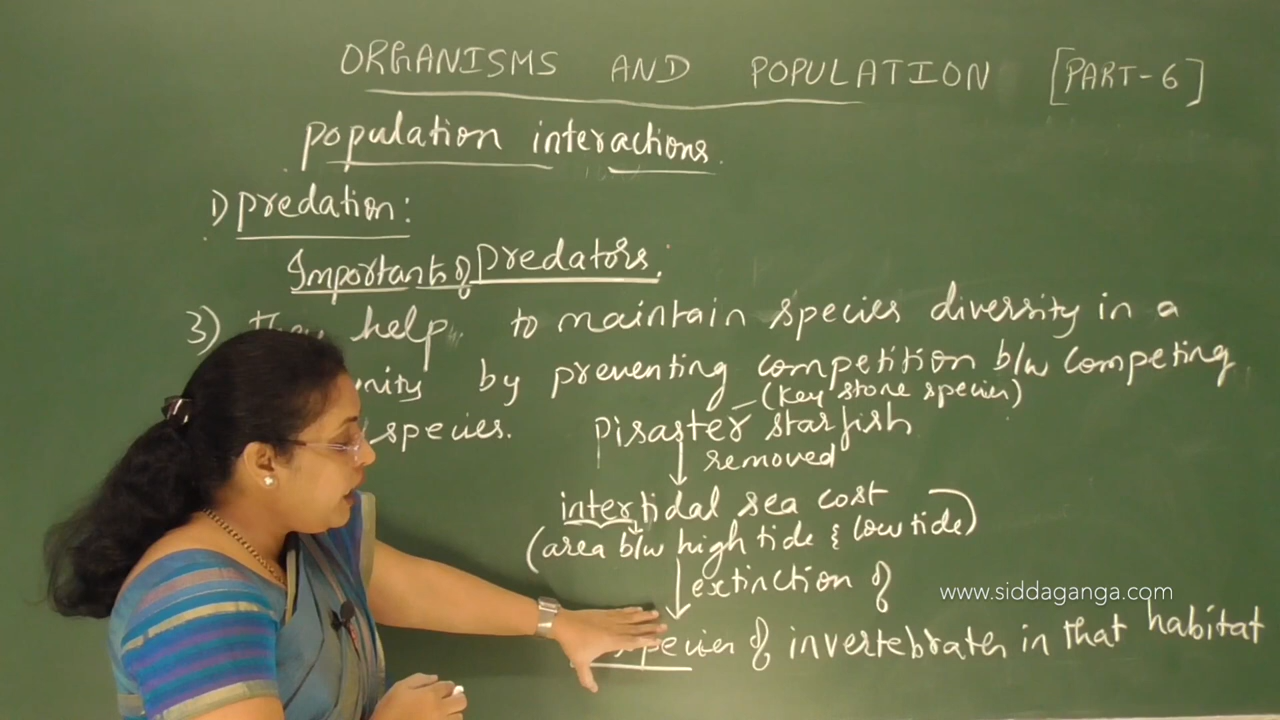 ORGANISMS AND POPULATION [PART-6]
population interactions.
1) predation:
Importants of predators.
3) They help to maintain species diversity in a
by preventing competition b/w competing
(key stone species)
species. pisaster starfish
removed
intertidal sea cost
(area b/w high tide & low tide)
extinction of
www.siddaganga.com
species of invertebrates in that habitat